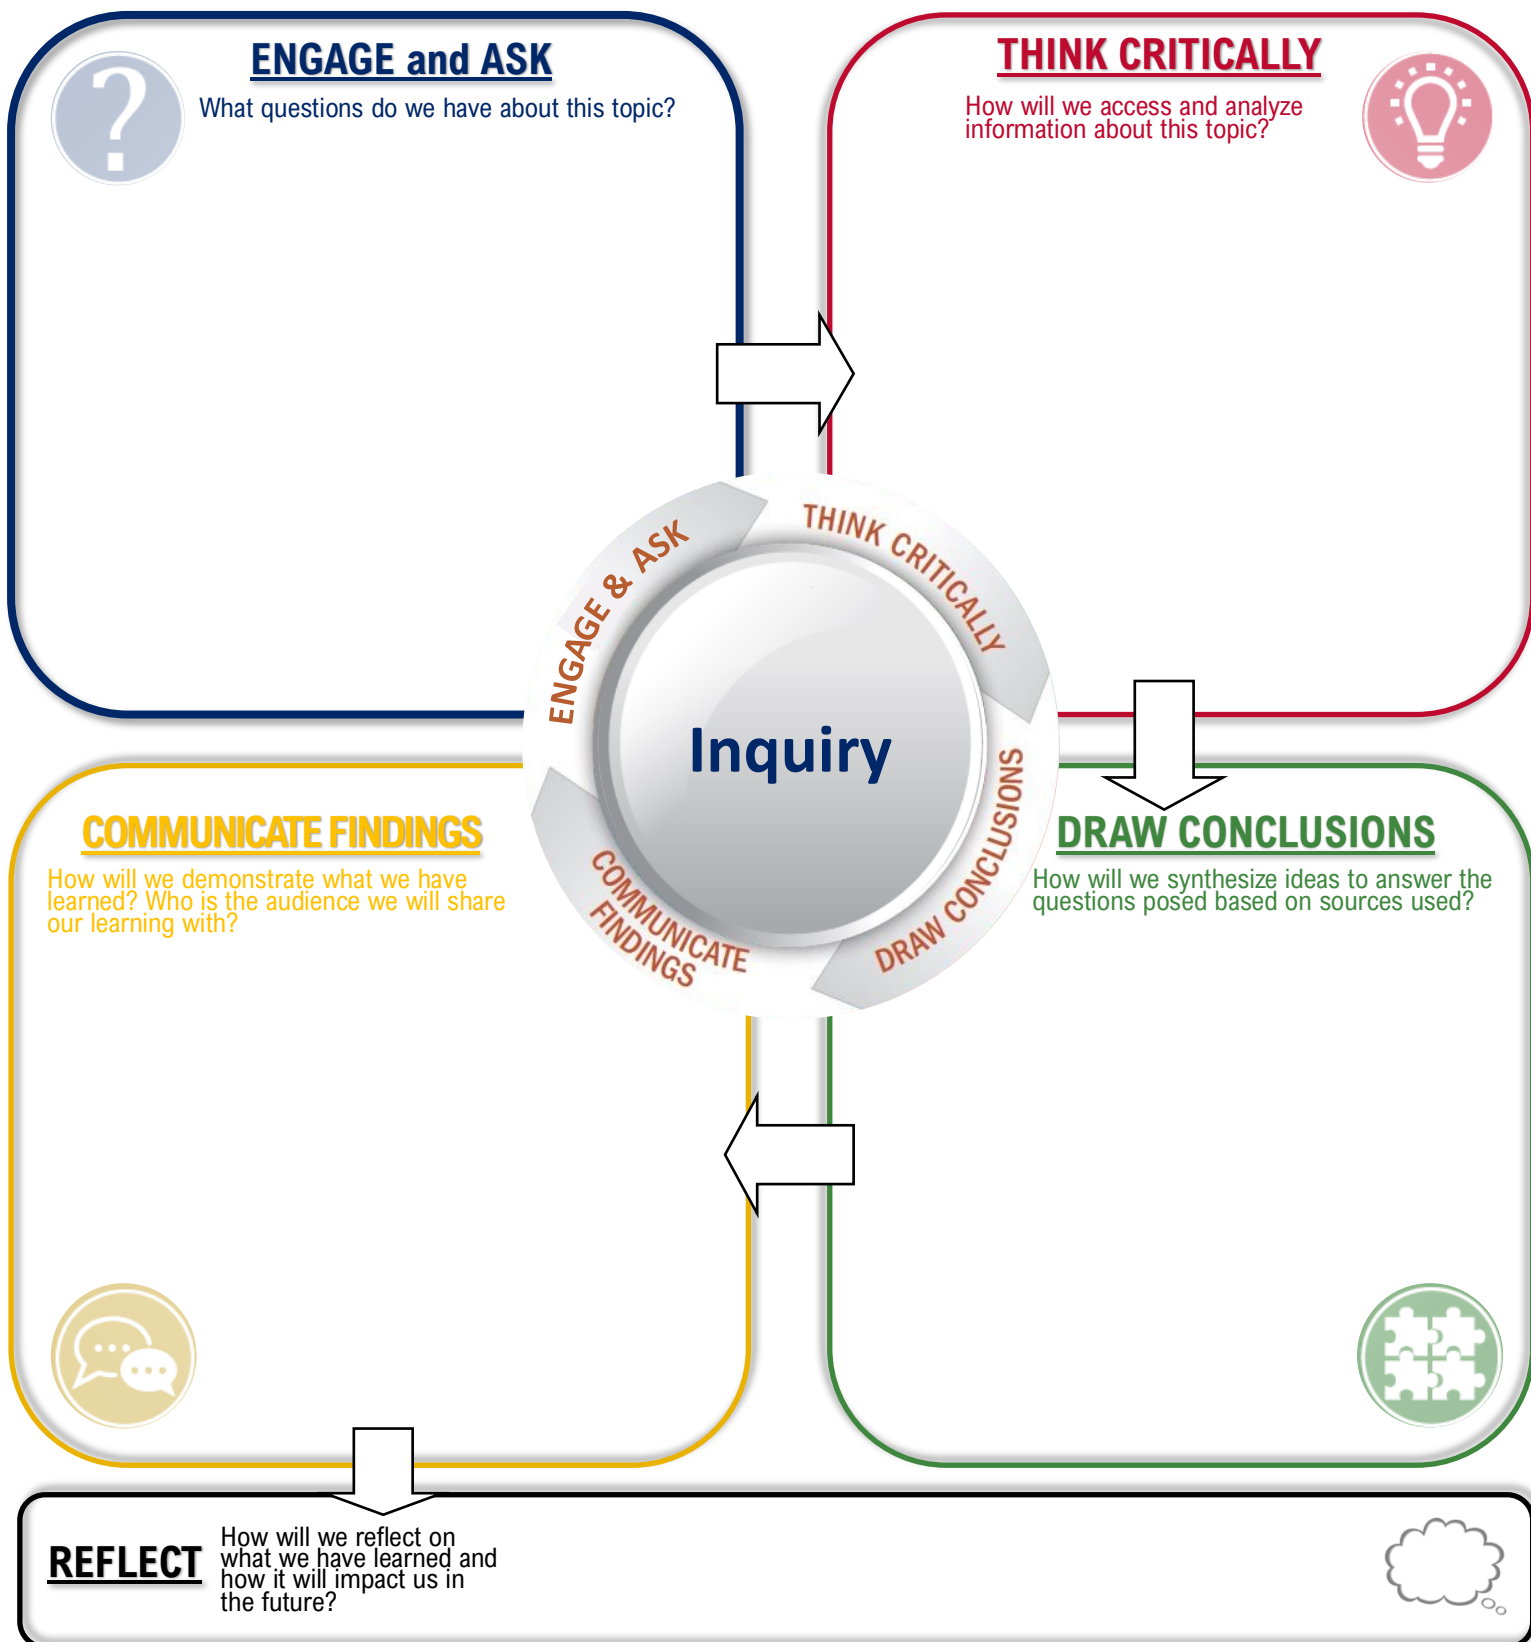 ENGAGE and ASK
What questions do we have about this topic?
THINK CRITICALLY
How will we access and analyze
information about this topic?
ENGAGE & ASK
THINK CRITICALLY
Inquiry
DRAW CONCLUSIONS
COMMUNICATE
FINDINGS
COMMUNICATE FINDINGS
How will we demonstrate what we have
learned? Who is the audience we will share
our learning with?
DRAW CONCLUSIONS
How will we synthesize ideas to answer the
questions posed based on sources used?
REFLECT
How will we reflect on
what we have learned and
how it will impact us in
the future?